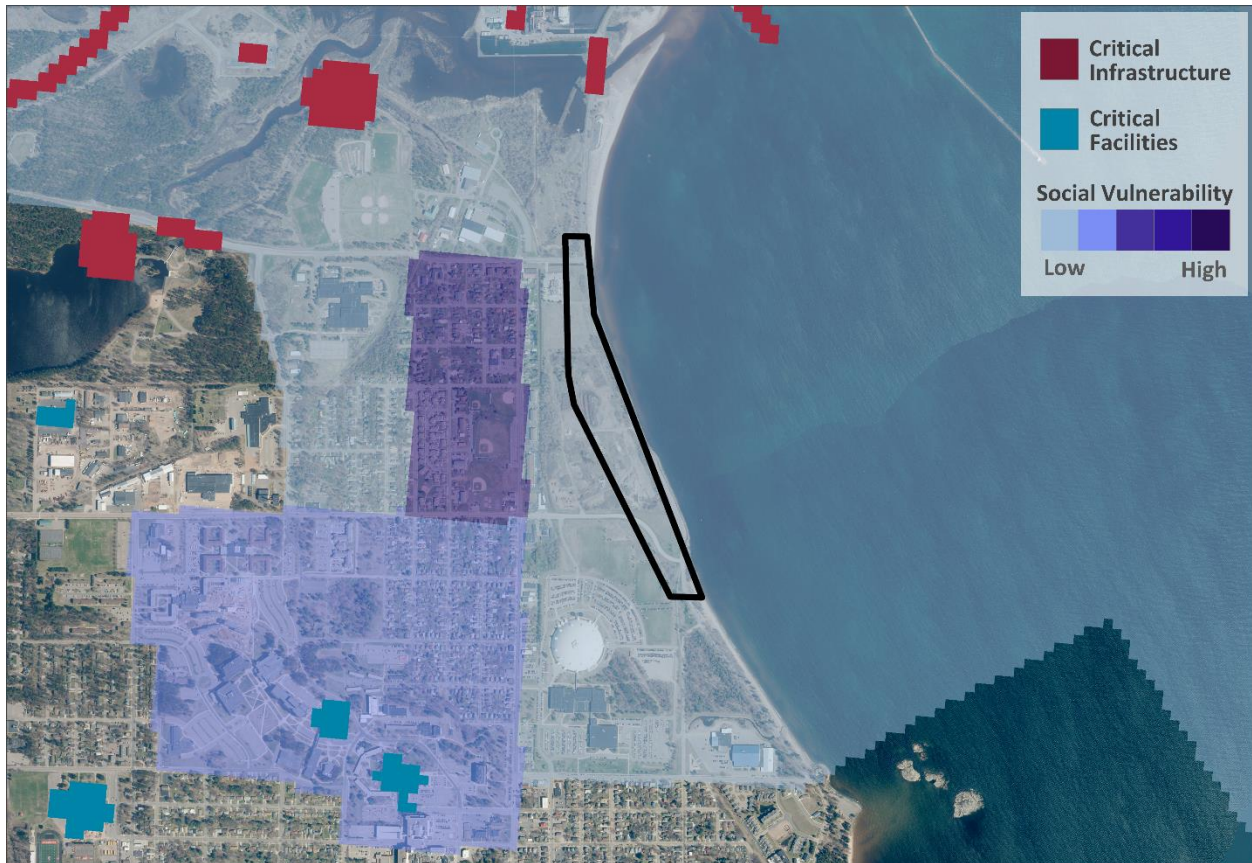 Critical
Infrastructure
Critical
Facilities
Social Vulnerability
Low High